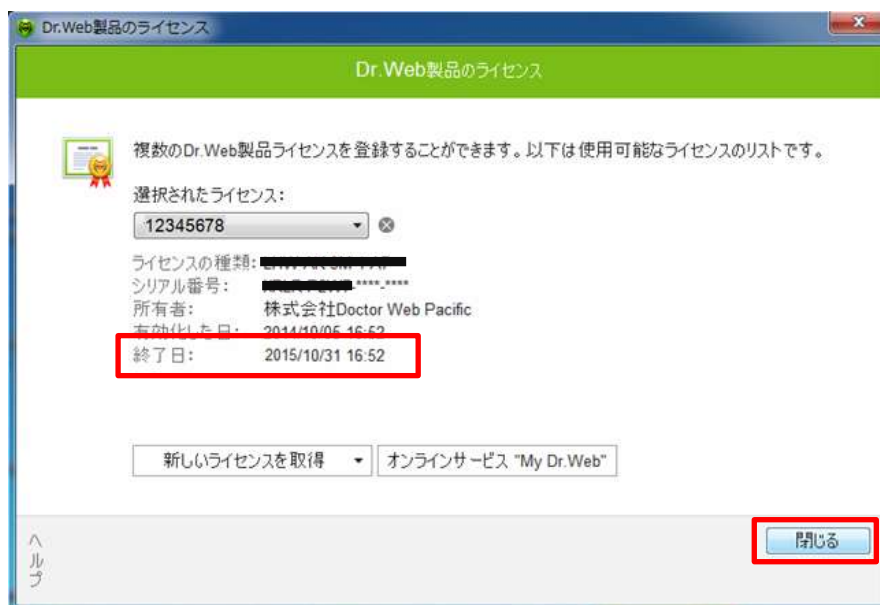 Dr.Web製品のライセンス
Dr.Web製品のライセンス
複数のDr.Web製品ライセンスを登録することができます。以下は使用可能なライセンスのリストです。
選択されたライセンス:
12345678
ライセンスの種類:
シリアル番号: -****-****
所有者: 株式会社Doctor Web Pacific
有効化した日: 2014/10/05 16:52
終了日: 2015/10/31 16:52
新しいライセンスを取得 オンラインサービス "My Dr.Web"
ヘルプ
閉じる